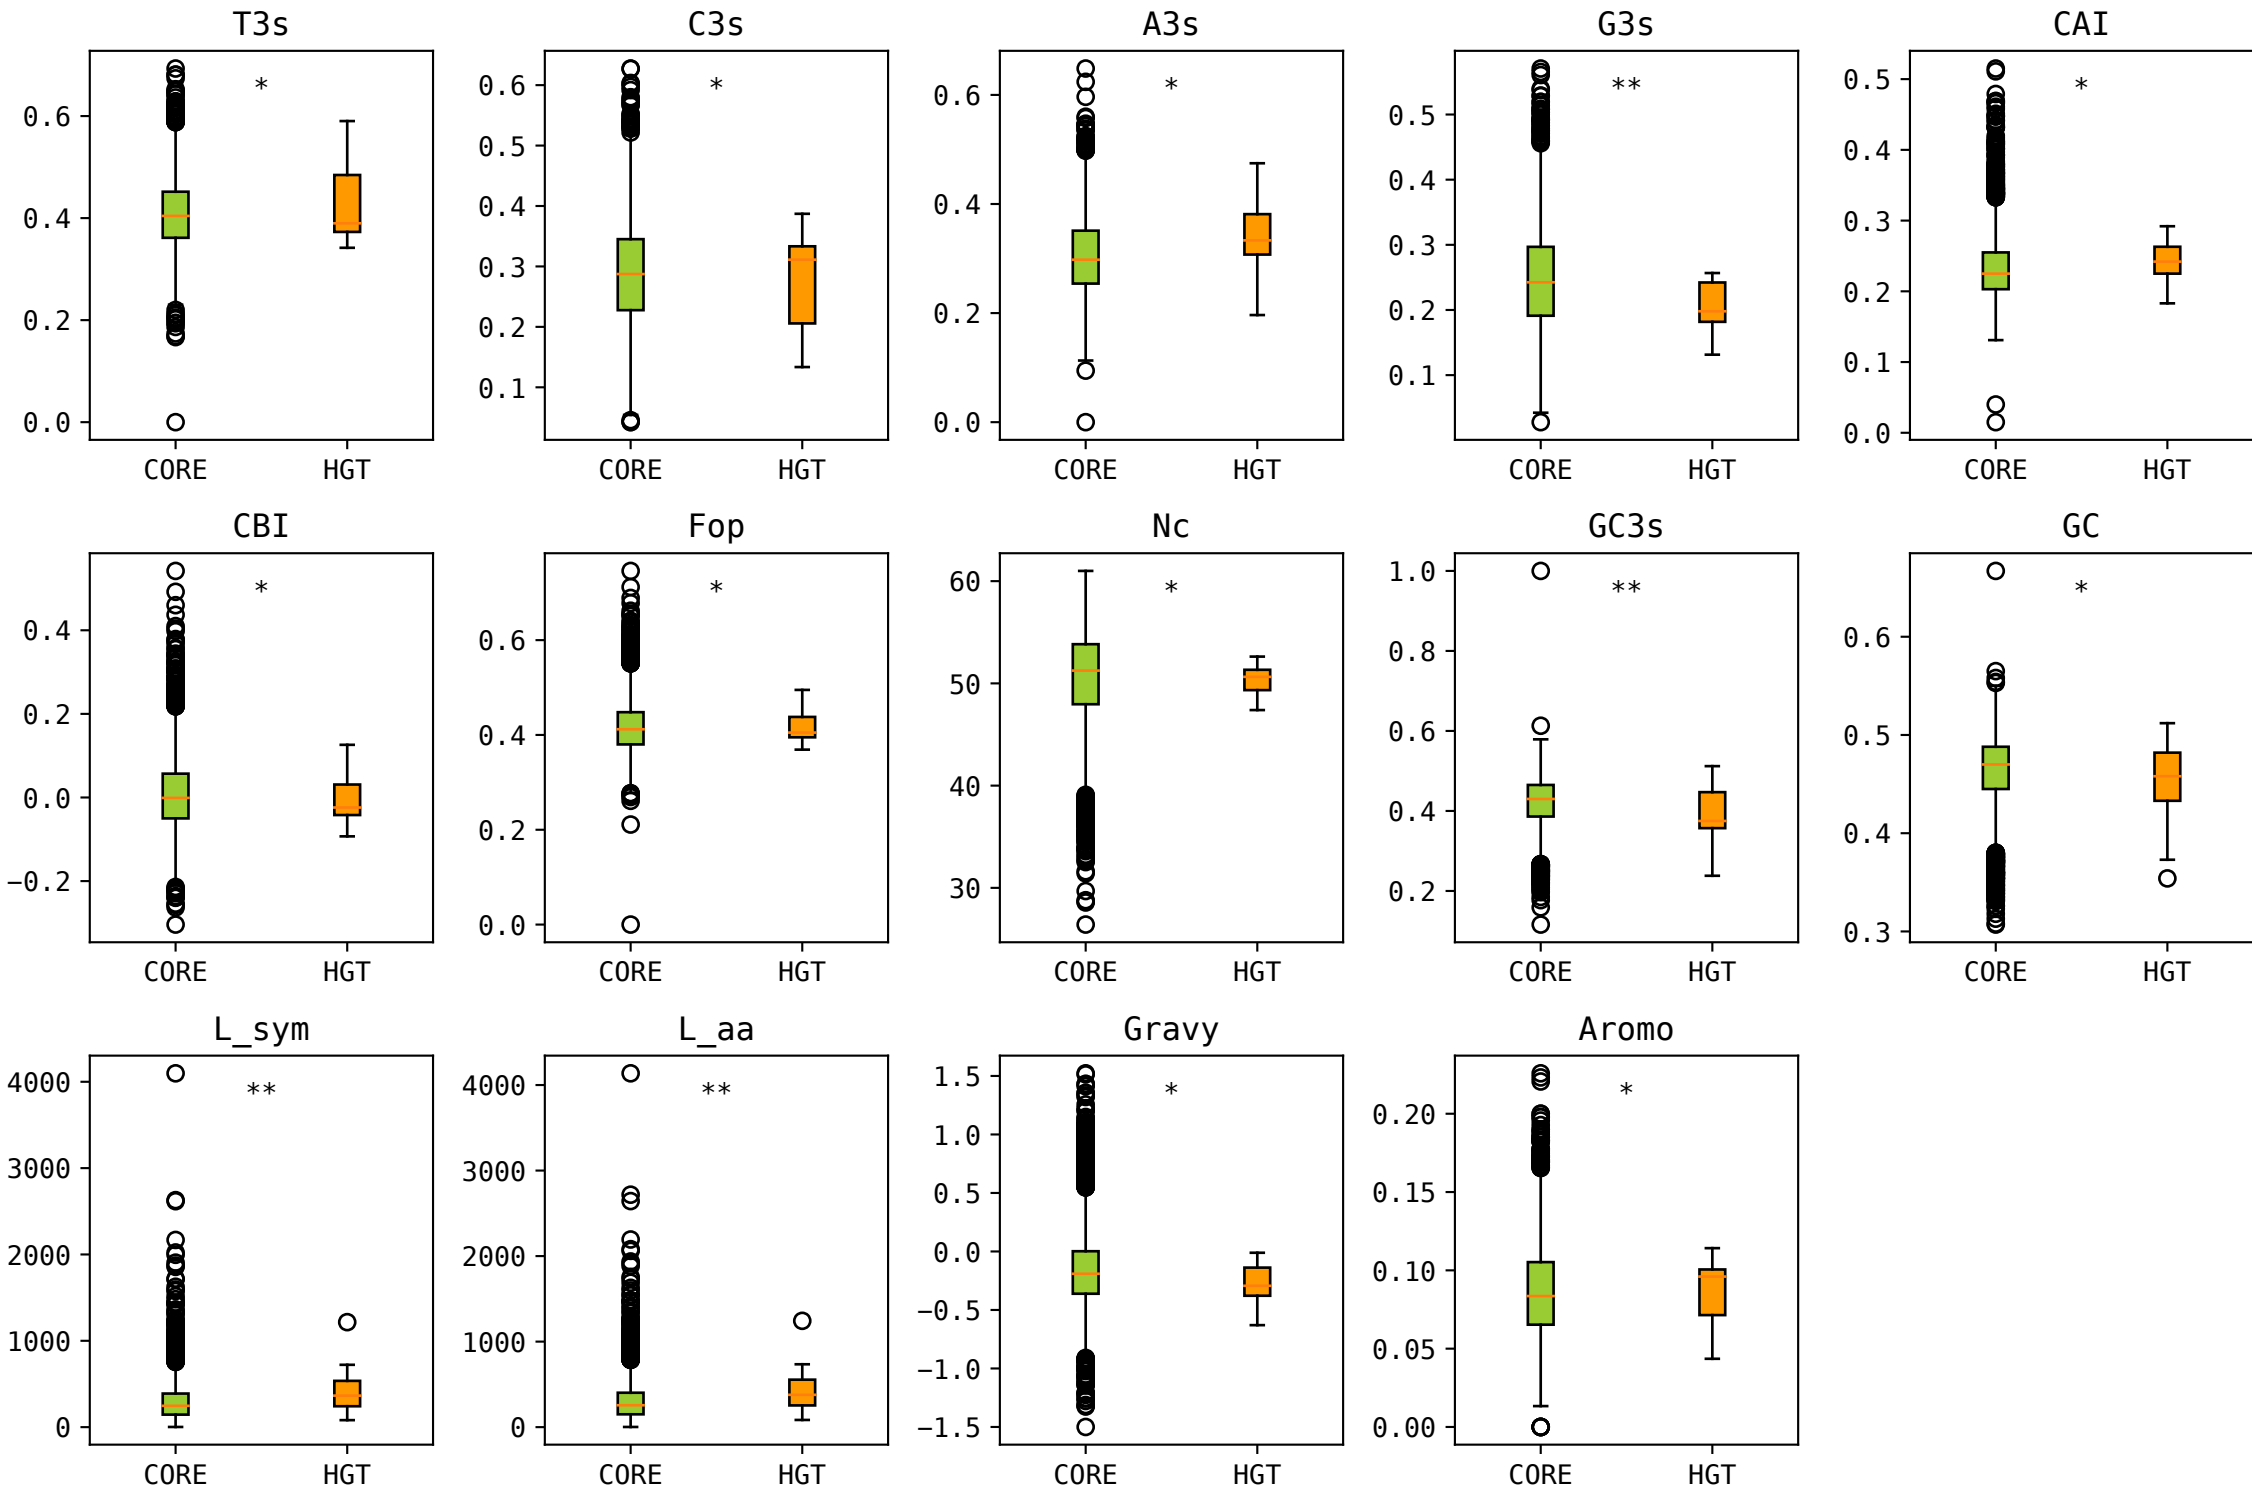 T3s
C3s
A3s
G3s
CAI
0.6
0.4
0.2
0.0
*
CORE
HGT
0.6
0.5
0.4
0.3
0.2
0.1
*
CORE
HGT
0.6
0.4
0.2
0.0
*
CORE
HGT
0.5
0.4
0.3
0.2
0.1
**
CORE
HGT
0.5
0.4
0.3
0.2
0.1
0.0
*
CORE
HGT
CBI
Fop
Nc
GC3s
GC
0.4
0.2
0.0
−0.2
*
CORE
HGT
0.6
0.4
0.2
0.0
*
CORE
HGT
60
50
40
30
*
CORE
HGT
1.0
0.8
0.6
0.4
0.2
**
CORE
HGT
0.6
0.5
0.4
0.3
*
CORE
HGT
L_sym
L_aa
Gravy
Aromo
4000
3000
2000
1000
0
**
CORE
HGT
4000
3000
2000
1000
0
**
CORE
HGT
1.5
1.0
0.5
0.0
−0.5
−1.0
−1.5
*
CORE
HGT
0.20
0.15
0.10
0.05
0.00
*
CORE
HGT